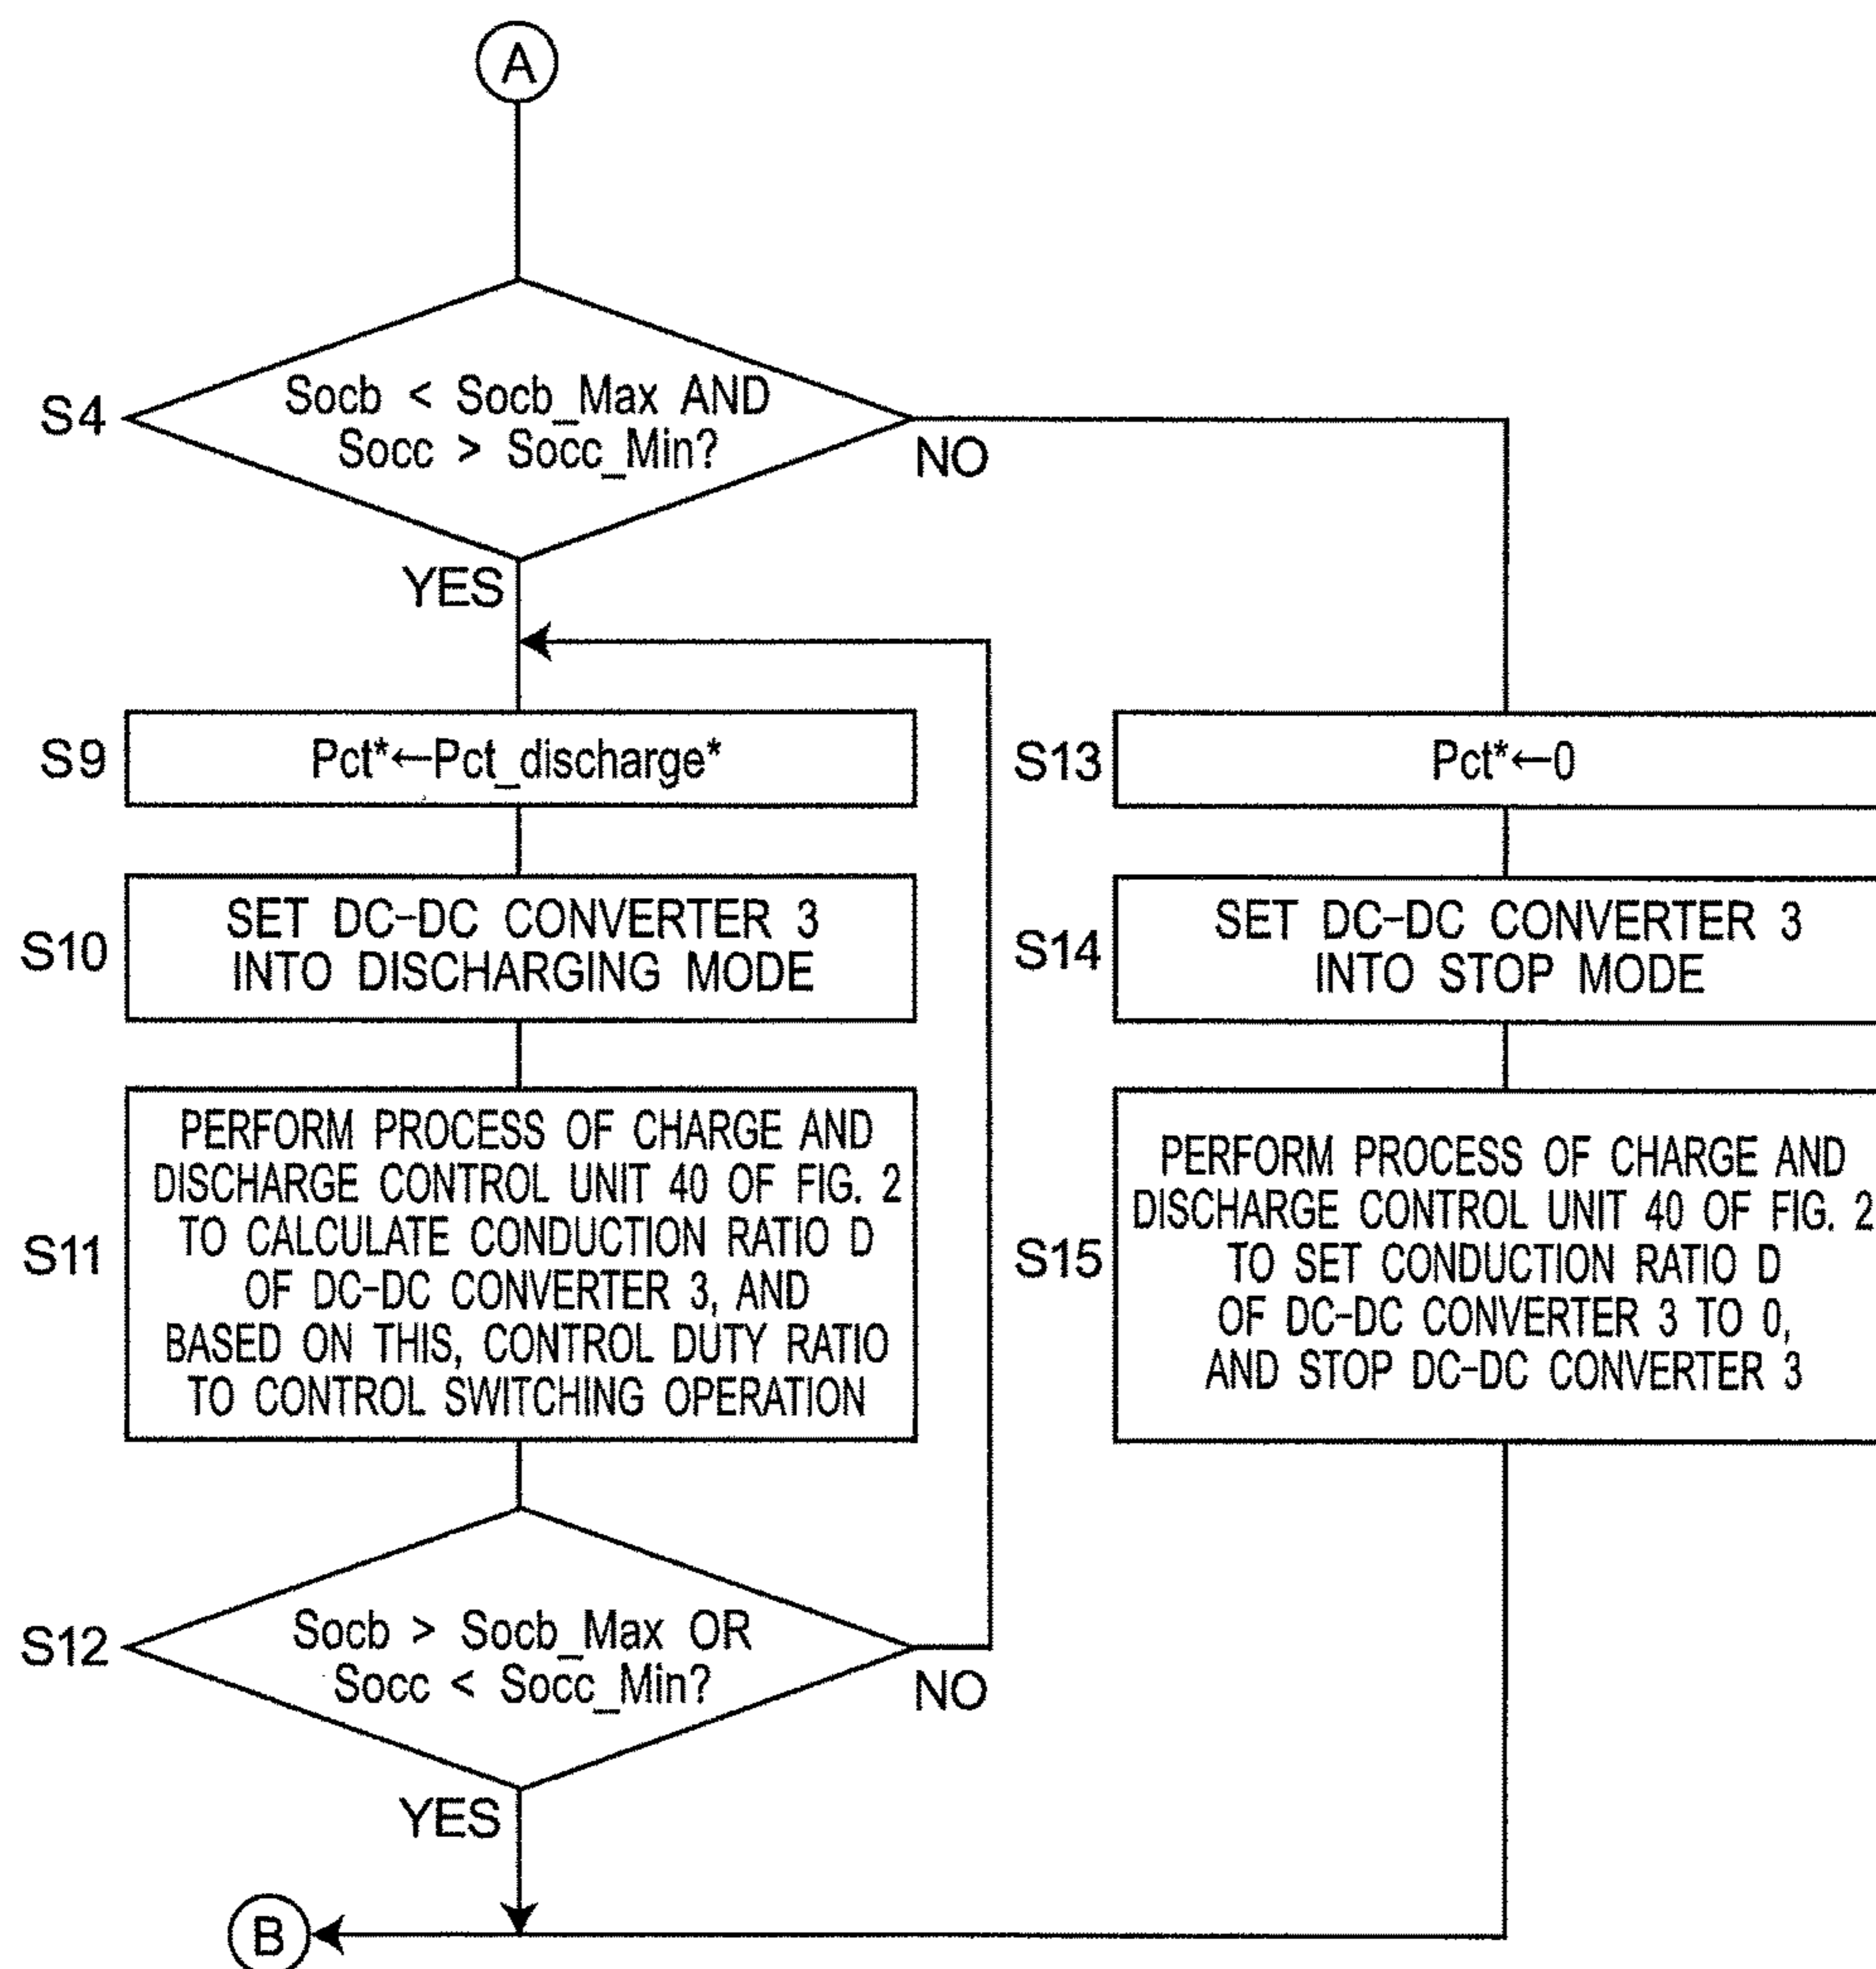 A
S4
Socb < Socb_Max AND
Socc > Socc_Min?
NO
YES
S9
Pct*←Pct_discharge*
S13
Pct*←0
S10
SET DC-DC CONVERTER 3
INTO DISCHARGING MODE
S14
SET DC-DC CONVERTER 3
INTO STOP MODE
S11
PERFORM PROCESS OF CHARGE AND
DISCHARGE CONTROL UNIT 40 OF FIG. 2
TO CALCULATE CONDUCTION RATIO D
OF DC-DC CONVERTER 3, AND
BASED ON THIS, CONTROL DUTY RATIO
TO CONTROL SWITCHING OPERATION
S15
PERFORM PROCESS OF CHARGE AND
DISCHARGE CONTROL UNIT 40 OF FIG. 2
TO SET CONDUCTION RATIO D
OF DC-DC CONVERTER 3 TO 0,
AND STOP DC-DC CONVERTER 3
S12
Socb > Socb_Max OR
Socc < Socc_Min?
NO
YES
B